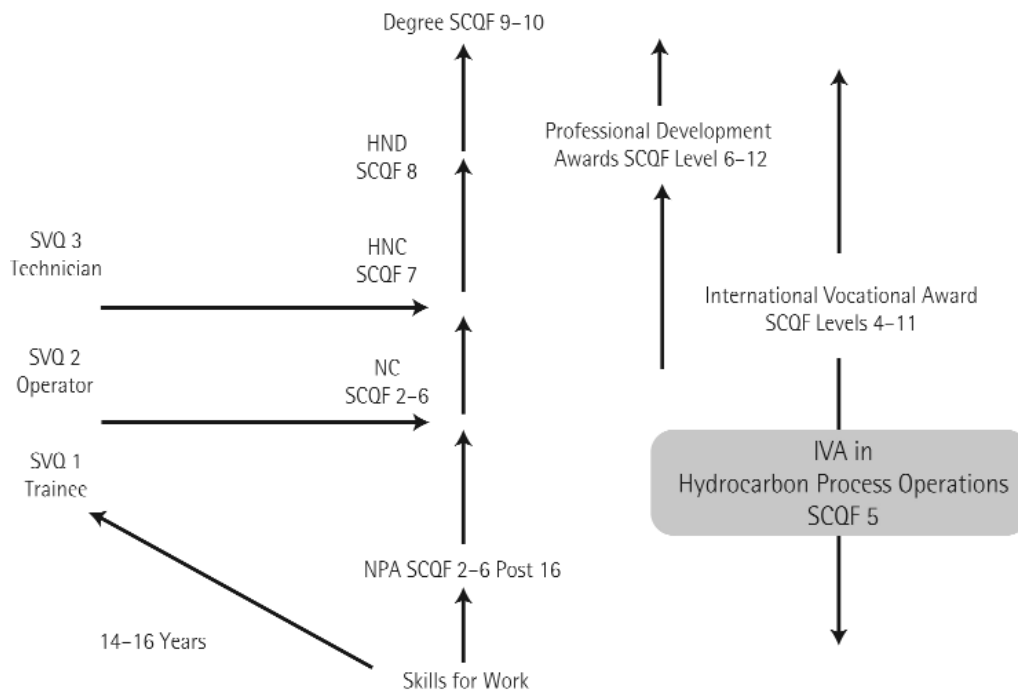 Degree SCQF 9–10
HND
SCQF 8
Professional Development
Awards SCQF Level 6–12
SVQ 3
Technician
HNC
SCQF 7
International Vocational Award
SCQF Levels 4–11
SVQ 2
Operator
NC
SCQF 2–6
IVA in
Hydrocarbon Process Operations
SCQF 5
SVQ 1
Trainee
NPA SCQF 2–6 Post 16
14–16 Years
Skills for Work